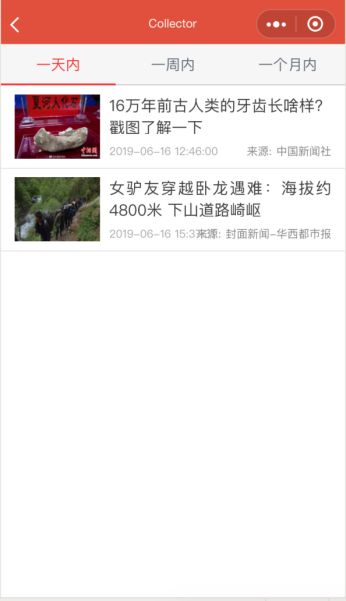 Collector
一天内
一周内
一个月内
16万年前古人类的牙齿长啥样?
戳图了解一下
2019-06-16 12:46:00
来源: 中国新闻社
女驴友穿越卧龙遇难：海拔约
4800米 下山道路崎岖
2019-06-16 15:3
来源: 封面新闻-华西都市报